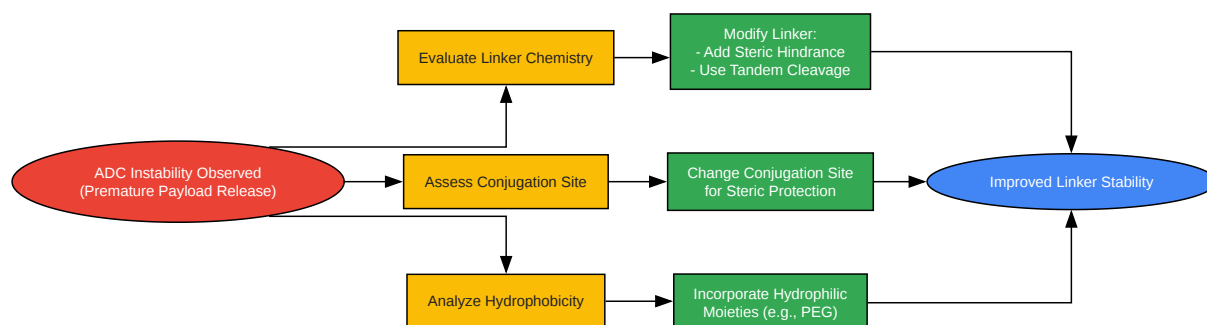 ADC Instability Observed
(Premature Payload Release)
Evaluate Linker Chemistry
Modify Linker:
- Add Steric Hindrance
- Use Tandem Cleavage
Assess Conjugation Site
Change Conjugation Site
for Steric Protection
Analyze Hydrophobicity
Incorporate Hydrophilic
Moieties (e.g., PEG)
Improved Linker Stability